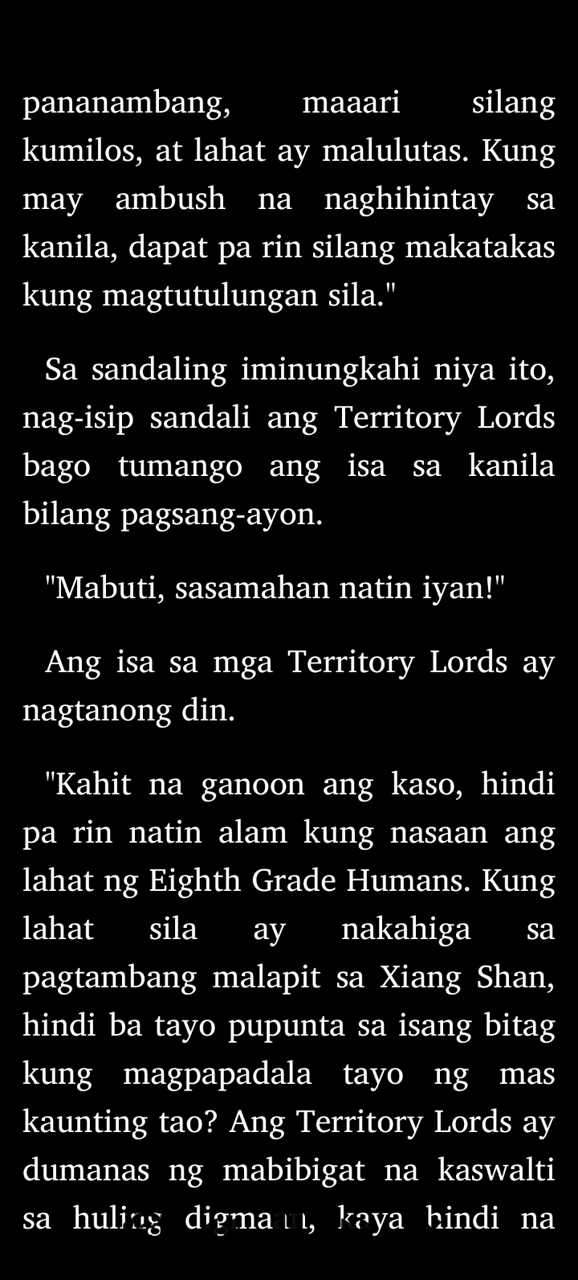 pananambang, maaari silang
kumilos, at lahat ay malulutas. Kung
may ambush na naghihintay sa
kanila, dapat pa rin silang makatakas
kung magtutulungan sila."
Sa sandaling iminungkahi niya ito,
nag-isip sandali ang Territory Lords
bago tumango ang isa sa kanila
bilang pagsang-ayon.
"Mabuti, sasamahan natin iyan!"
Ang isa sa mga Territory Lords ay
nagtanong din.
"Kahit na ganoon ang kaso, hindi
pa rin natin alam kung nasaan ang
lahat ng Eighth Grade Humans. Kung
lahat sila ay nakahiga sa
pagtambang malapit sa Xiang Shan,
hindi ba tayo pupunta sa isang bitag
kung magpapadala tayo ng mas
kaunting tao? Ang Territory Lords ay
dumanas ng mabibigat na kaswalti
sa huling digmaan, kaya hindi na